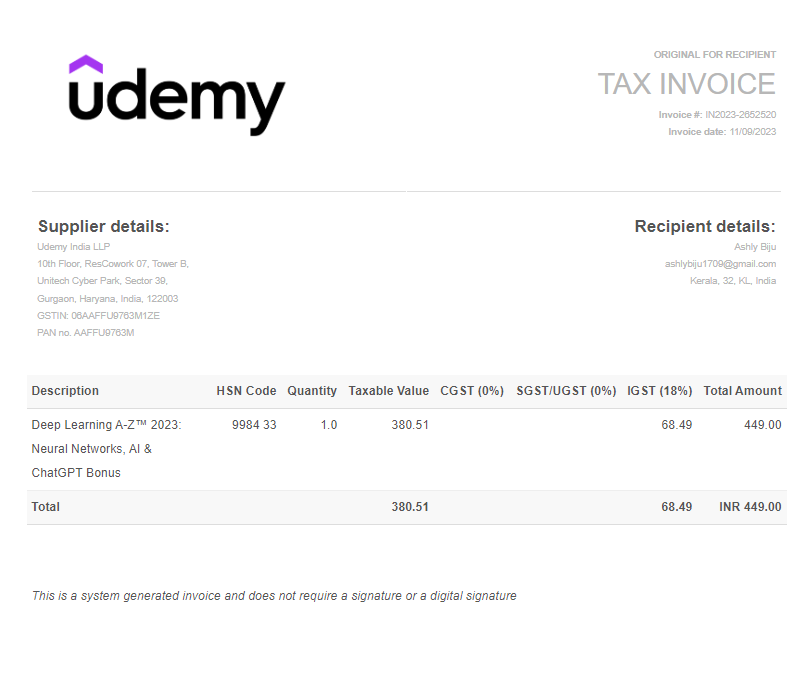 udemy
ORIGINAL FOR RECIPIENT
TAX INVOICE
Invoice #: IN2023-2652520
Invoice date: 11/09/2023
Supplier details:
Udemy India LLP
10th Floor, ResCowork 07, Tower B,
Unitech Cyber Park, Sector 39,
Gurgaon, Haryana, India, 122003
GSTIN: 06AAFFU9763M1ZE
PAN no. AAFFU9763M
Recipient details:
Ashly Biju
ashlybiju1709@gmail.com
Kerala, 32, KL, India
Description HSN Code Quantity Taxable Value CGST (0%) SGST/UGST (0%) IGST (18%) Total Amount
Deep Learning A-Z™ 2023: 9984 33 1.0 380.51 68.49 449.00
Neural Networks, AI &
ChatGPT Bonus
Total 380.51 68.49 INR 449.00
This is a system generated invoice and does not require a signature or a digital signature